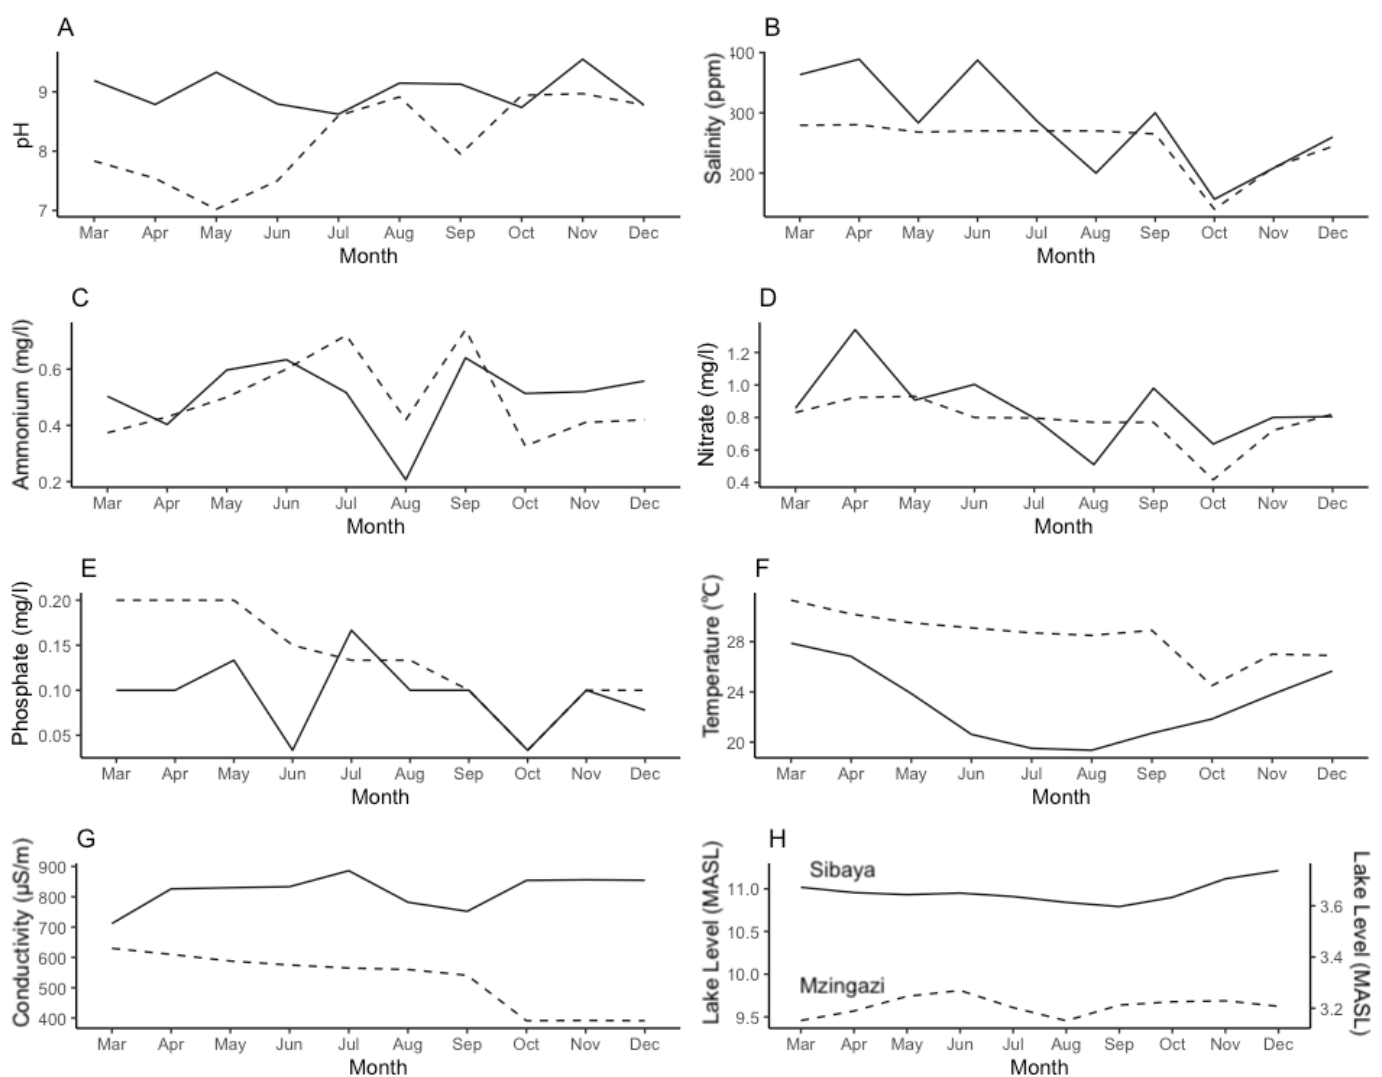 A
pH
9
8
7
Mar Apr May Jun Jul Aug Sep Oct Nov Dec
Month
B
Salinity (ppm)
400
300
200
Mar Apr May Jun Jul Aug Sep Oct Nov Dec
Month
C
Ammonium (mg/l)
0.6
0.4
0.2
Mar Apr May Jun Jul Aug Sep Oct Nov Dec
Month
D
Nitrate (mg/l)
1.2
1.0
0.8
0.6
0.4
Mar Apr May Jun Jul Aug Sep Oct Nov Dec
Month
E
Phosphate (mg/l)
0.20
0.15
0.10
0.05
Mar Apr May Jun Jul Aug Sep Oct Nov Dec
Month
F
Temperature (°C)
28
24
20
Mar Apr May Jun Jul Aug Sep Oct Nov Dec
Month
G
Conductivity (µS/m)
900
800
700
600
500
400
Mar Apr May Jun Jul Aug Sep Oct Nov Dec
Month
H
Lake Level (MASL)
11.0
10.5
10.0
9.5
Sibaya
Mzingazi
3.6
3.4
3.2
Lake Level (MASL)
Mar Apr May Jun Jul Aug Sep Oct Nov Dec
Month